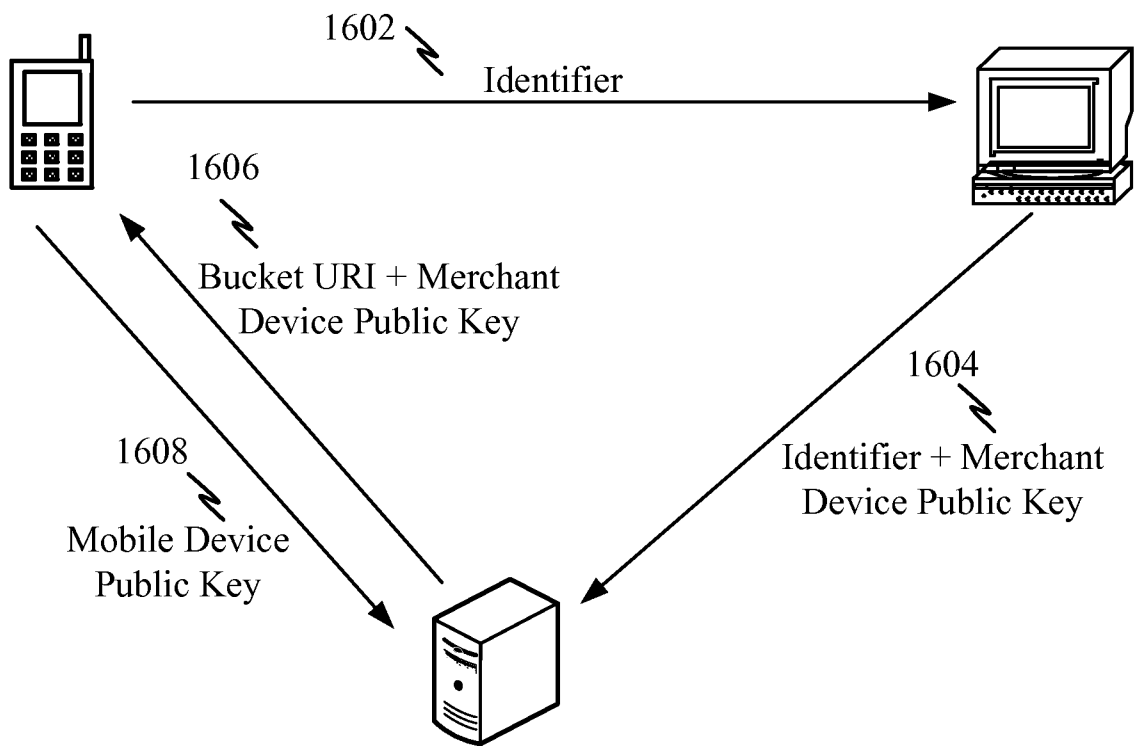 1602
Identifier
1606
Bucket URI + Merchant
Device Public Key
1604
Identifier + Merchant
Device Public Key
1608
Mobile Device
Public Key